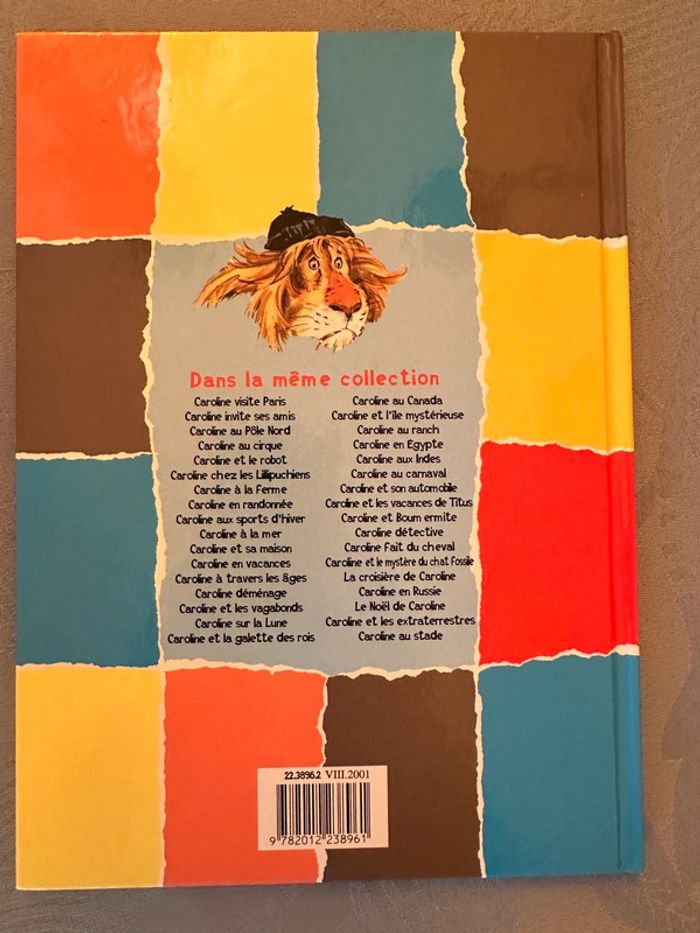 Dans la même collection
Caroline visite Paris
Caroline invite ses amis
Caroline au Pôle Nord
Caroline au cirque
Caroline et le robot
Caroline chez les Lillipuchiens
Caroline à la Ferme
Caroline en randonnée
Caroline aux sports d'hiver
Caroline à la mer
Caroline et sa maison
Caroline en vacances
Caroline à travers les âges
Caroline déménage
Caroline et les vagabonds
Caroline sur la Lune
Caroline et la galette des rois
Caroline au Canada
Caroline et l'île mystérieuse
Caroline au ranch
Caroline en Égypte
Caroline aux Indes
Caroline au carnaval
Caroline et son automobile
Caroline et les vacances de Titus
Caroline et Boum ermite
Caroline détective
Caroline fait du cheval
Caroline et le mystère du chat fossile
La croisière de Caroline
Caroline en Russie
Le Noël de Caroline
Caroline et les extraterrestres
Caroline au stade
22.3896.2 VIII.2001
9 782012 238961